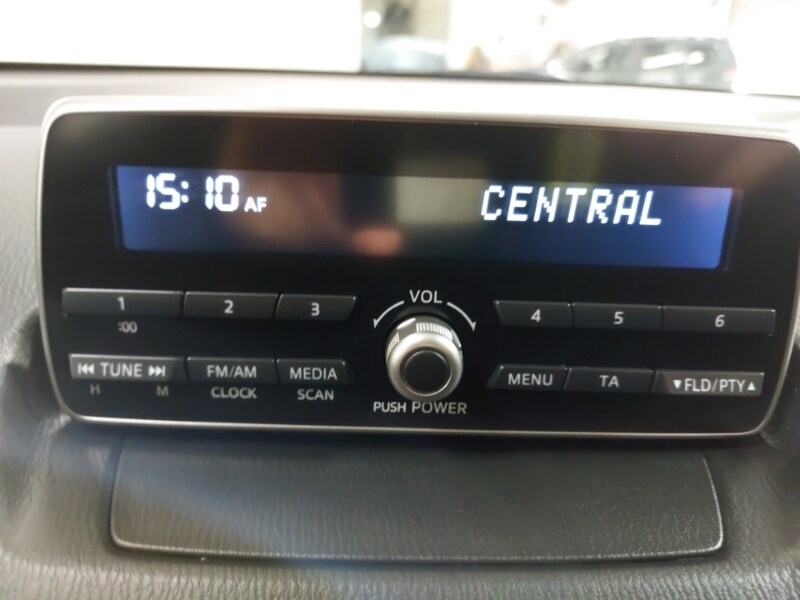 15:10 AF CENTRAL
1 2 3 VOL 4 5 6
:00
⏮ TUNE ⏭ FM/AM MEDIA MENU TA ▼FLD/PTY▲
H M CLOCK SCAN PUSH POWER